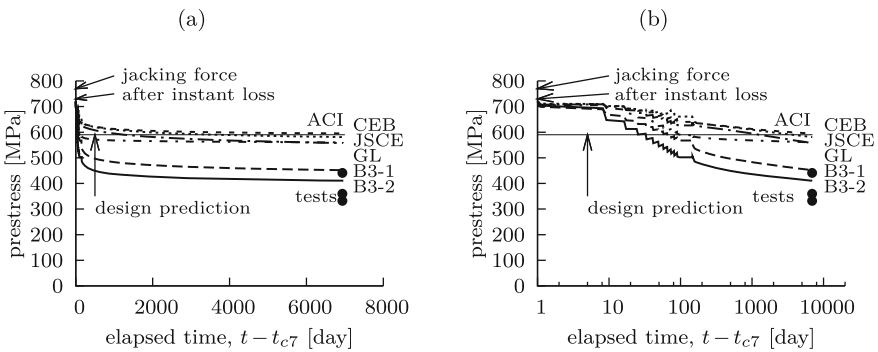 (a)
jacking force
after instant loss
ACI
CEB
JSCE
GL
B3-1
B3-2
tests
design prediction
prestress [MPa]
800
700
600
500
400
300
200
100
0
0 2000 4000 6000 8000
elapsed time, t − t_c7 [day]
(b)
jacking force
after instant loss
ACI
CEB
JSCE
GL
B3-1
B3-2
tests
design prediction
prestress [MPa]
800
700
600
500
400
300
200
100
0
1 10 100 1000 10000
elapsed time, t − t_c7 [day]